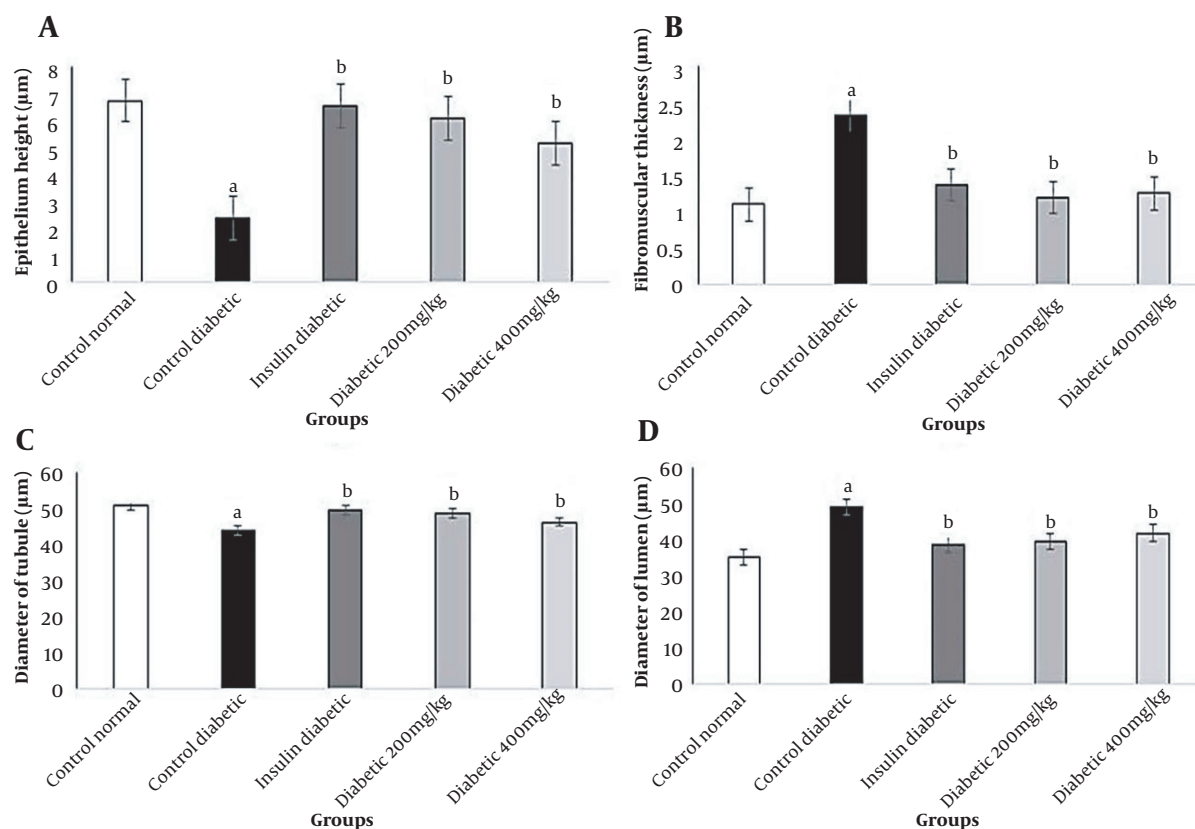 A
Epithelium height (µm)
8
7
6
5
4
3
2
1
0
a
b
b
b
Control normal
Control diabetic
Insulin diabetic
Diabetic 200mg/kg
Diabetic 400mg/kg
Groups
B
Fibromuscular thickness (µm)
3
2.5
2
1.5
1
0.5
0
a
b
b
b
Control normal
Control diabetic
Insulin diabetic
Diabetic 200mg/kg
Diabetic 400mg/kg
Groups
C
Diameter of tubule (µm)
60
50
40
30
20
10
0
a
b
b
b
Control normal
Control diabetic
Insulin diabetic
Diabetic 200mg/kg
Diabetic 400mg/kg
Groups
D
Diameter of lumen (µm)
60
50
40
30
20
10
0
a
b
b
b
Control normal
Control diabetic
Insulin diabetic
Diabetic 200mg/kg
Diabetic 400mg/kg
Groups